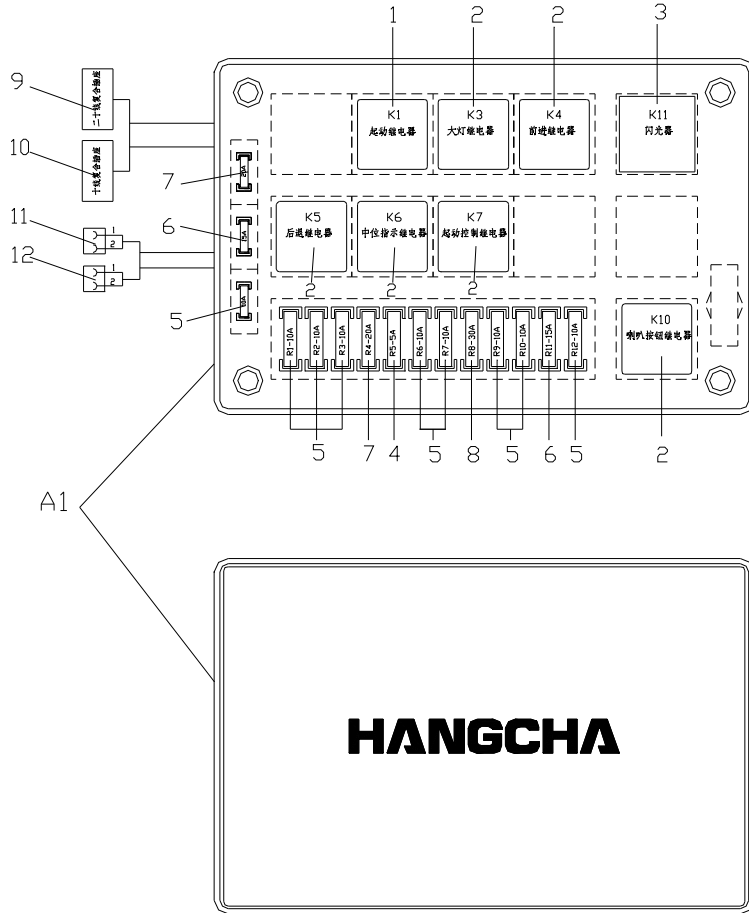 1
2
2
3
9
二十线复合插座
10
十线复合插座
K1
起动继电器
K3
大灯继电器
K4
前进继电器
K11
闪光器
7
20A
11
1
2
6
15A
12
1
2
5
10A
K5
后退继电器
2
K6
中位指示继电器
2
K7
起动控制继电器
2
K10
喇叭按钮继电器
R1-10A
R2-10A
R3-10A
R4-20A
R5-5A
R6-10A
R7-10A
R8-30A
R9-10A
R10-10A
R11-15A
R12-10A
5
7
4
5
8
5
6
5
2
A1
HANGCHA